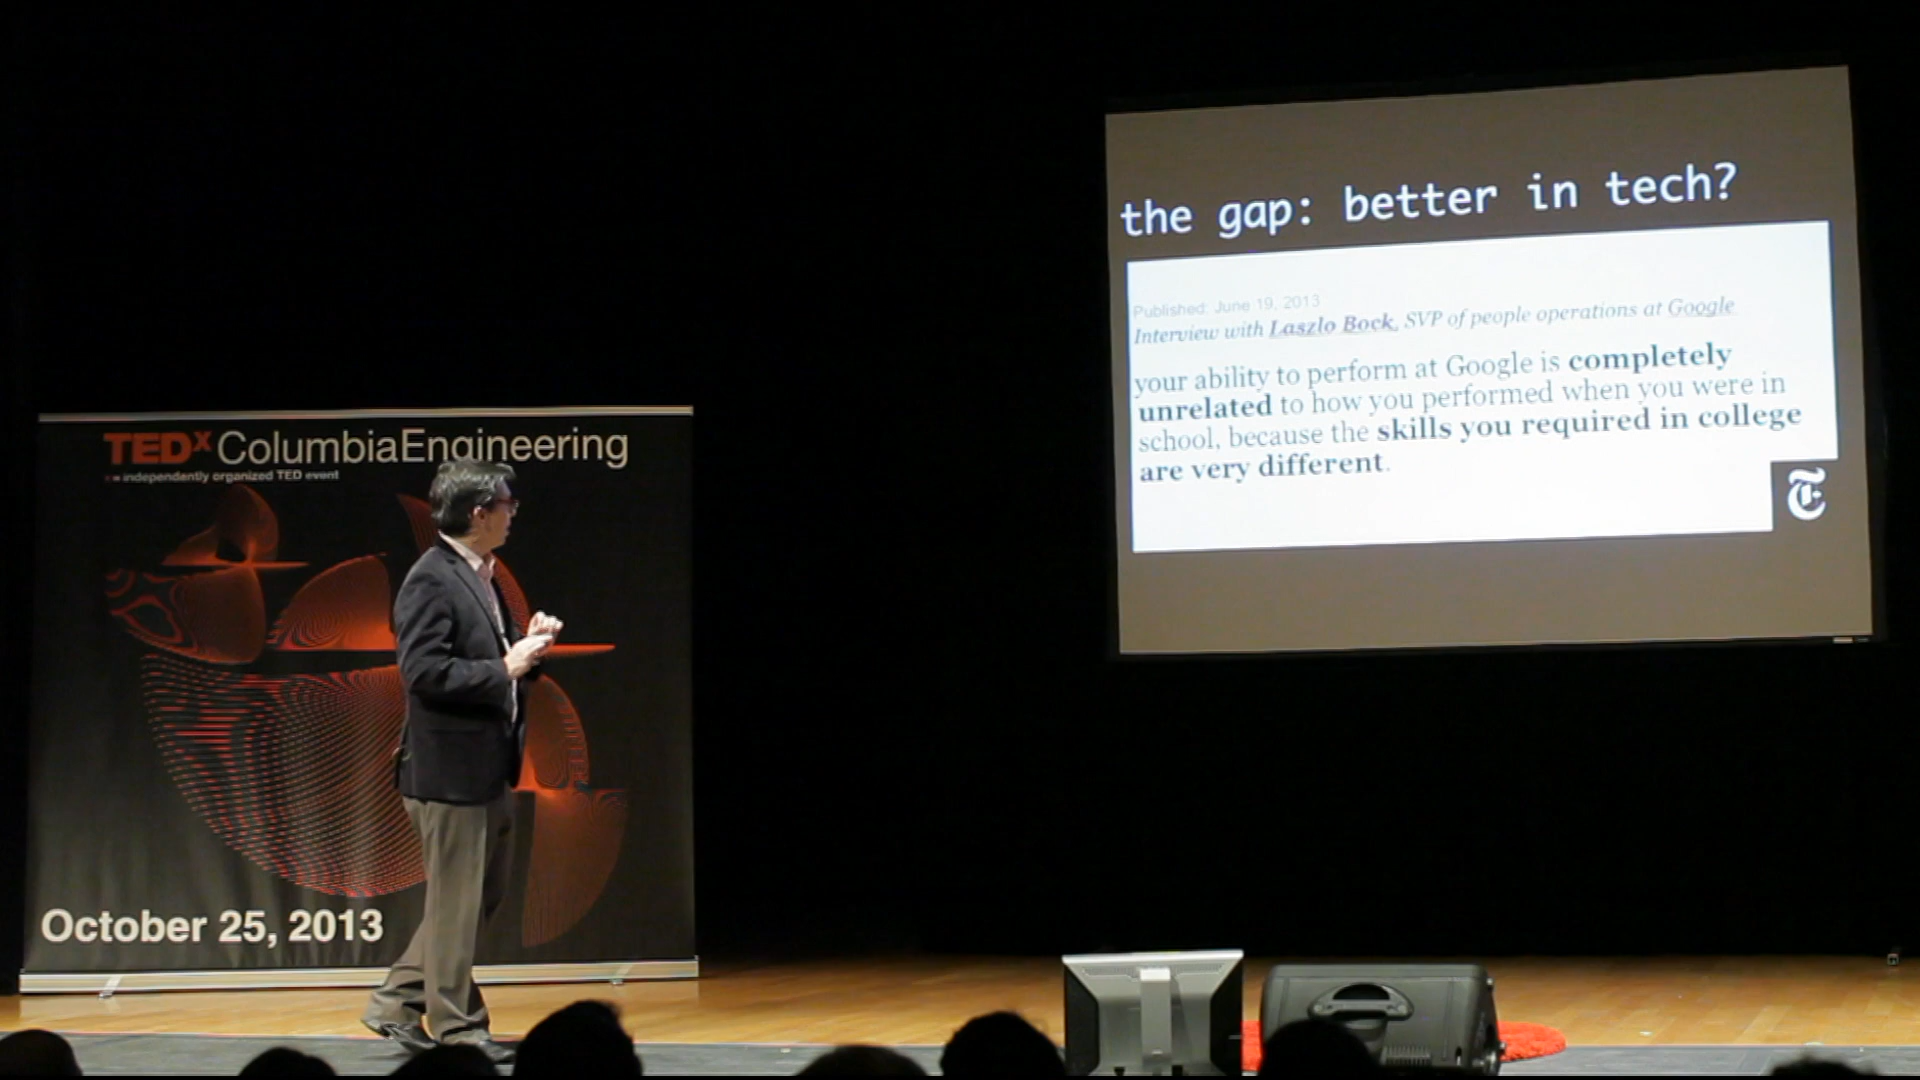 TEDxColumbiaEngineering
x = independently organized TED event
October 25, 2013
the gap: better in tech?
Published: June 19, 2013
Interview with Laszlo Bock, SVP of people operations at Google
your ability to perform at Google is completely
unrelated to how you performed when you were in
school, because the skills you required in college
are very different.
T